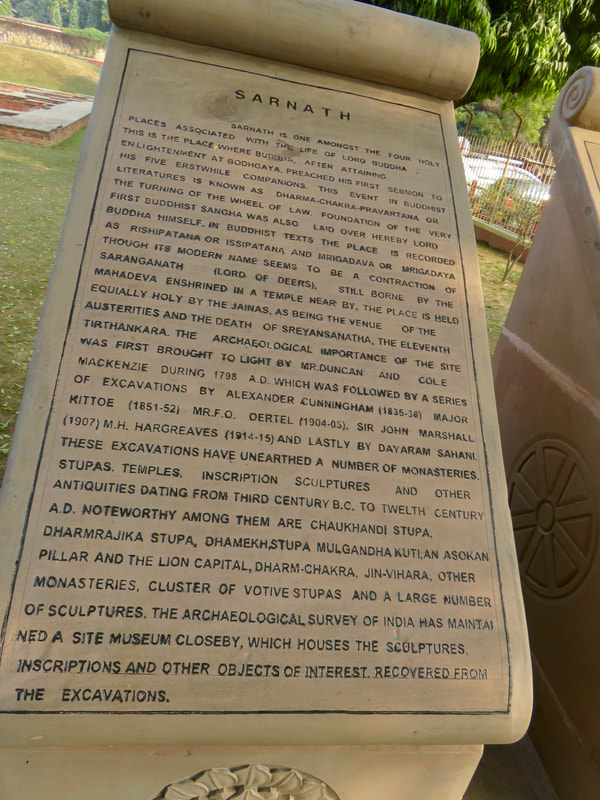 SARNATH
SARNATH IS ONE AMONGST THE FOUR HOLY
PLACES ASSOCIATED WITH THE LIFE OF LORD BUDDHA
THIS IS THE PLACE WHERE BUDDHA, AFTER ATTAINING
ENLIGHTENMENT AT BODHGAYA, PREACHED HIS FIRST SERMON TO
HIS FIVE ERSTWHILE COMPANIONS. THIS EVENT IN BUDDHIST
LITERATURES IS KNOWN AS DHARMA-CHAKRA-PRAVARTANA OR
THE TURNING OF THE WHEEL OF LAW. FOUNDATION OF THE VERY
FIRST BUDDHIST SANGHA WAS ALSO LAID OVER HEREBY LORD
BUDDHA HIMSELF. IN BUDDHIST TEXTS THE PLACE IS RECORDED
AS RISHIPATANA OR ISSIPATANA AND MRIGADAVA OR MRIGADAYA
THOUGH ITS MODERN NAME SEEMS TO BE A CONTRACTION OF
SARANGANATH (LORD OF DEERS), STILL BORNE BY THE
MAHADEVA ENSHRINED IN A TEMPLE NEAR BY, THE PLACE IS HELD
EQUIALLY HOLY BY THE JAINAS, AS BEING THE VENUE OF THE
AUSTERITIES AND THE DEATH OF SREYANSANATHA, THE ELEVENTH
TIRTHANKARA. THE ARCHAEOLOGICAL IMPORTANCE OF THE SITE
WAS FIRST BROUGHT TO LIGHT BY MR.DUNCAN AND COL.E
MACKENZIE DURING 1798 A.D. WHICH WAS FOLLOWED BY A SERIES
OF EXCAVATIONS BY ALEXANDER CUNNINGHAM (1835-36) MAJOR
KITTOE (1851-52) MR.F.O. OERTEL (1904-05), SIR JOHN MARSHALL
(1907) M.H. HARGREAVES (1914-15) AND LASTLY BY DAYARAM SAHANI.
THESE EXCAVATIONS HAVE UNEARTHED A NUMBER OF MONASTERIES,
STUPAS, TEMPLES, INSCRIPTION SCULPTURES AND OTHER
ANTIQUITIES DATING FROM THIRD CENTURY B.C. TO TWELTH CENTURY
A.D. NOTEWORTHY AMONG THEM ARE CHAUKHANDI STUPA,
DHARMRAJIKA STUPA, DHAMEKH,STUPA MULGANDHA KUTI,AN ASOKAN
PILLAR AND THE LION CAPITAL, DHARM-CHAKRA, JIN-VIHARA, OTHER
MONASTERIES, CLUSTER OF VOTIVE STUPAS AND A LARGE NUMBER
OF SCULPTURES. THE ARCHAEOLOGICAL SURVEY OF INDIA HAS MAINTAI
NED A SITE MUSEUM CLOSEBY, WHICH HOUSES THE SCULPTURES,
INSCRIPTIONS AND OTHER OBJECTS OF INTEREST. RECOVERED FROM
THE EXCAVATIONS.